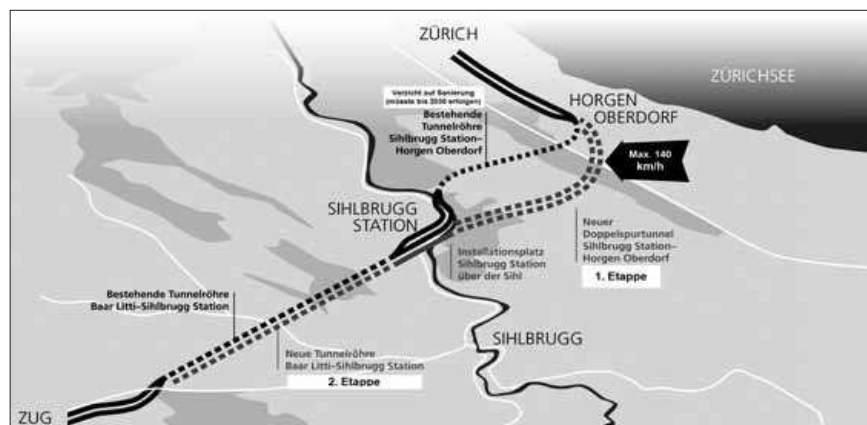 ZÜRICH
ZÜRICHSEE
Verzicht auf Sanierung
(müsste bis 2030 erfolgen)
HORGEN
OBERDORF
Bestehende
Tunnelröhre
Sihlbrugg Station–
Horgen Oberdorf
Max. 140
km/h
SIHLBRUGG
STATION
Neuer
Doppelspurtunnel
Sihlbrugg Station–
Horgen Oberdorf
1. Etappe
Installationsplatz
Sihlbrugg Station
über der Sihl
Bestehende Tunnelröhre
Baar Litti–Sihlbrugg Station
SIHLBRUGG
Neue Tunnelröhre
Baar Litti–Sihlbrugg Station
2. Etappe
ZUG